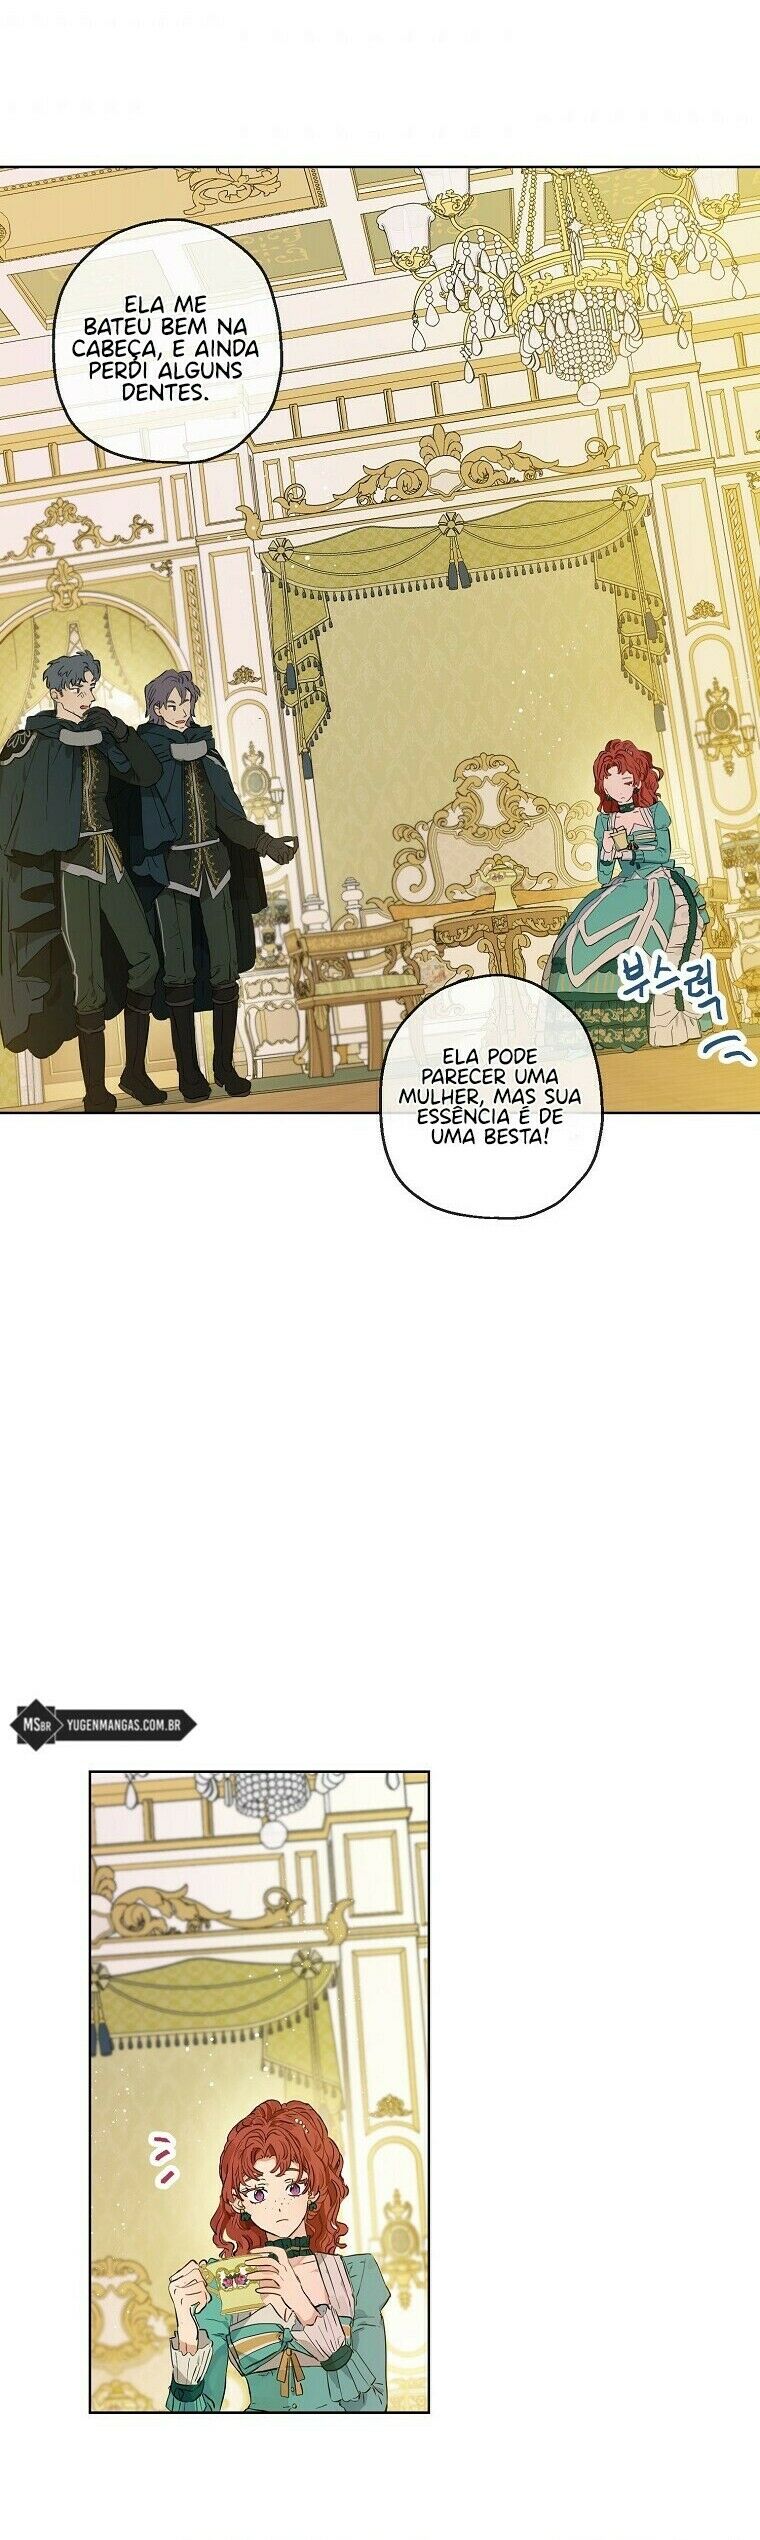 ELA ME
BATEU BEM NA
CABEÇA, E AINDA
PERDI ALGUNS
DENTES.
부스럭
ELA PODE
PARECER UMA
MULHER, MAS SUA
ESSÊNCIA É DE
UMA BESTA!
MSBR YUGENMANGAS.COM.BR